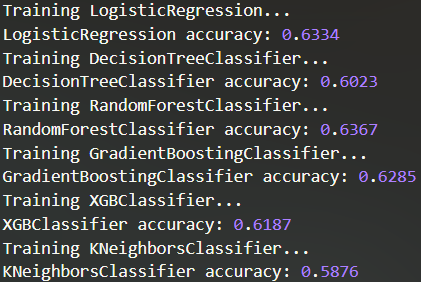 Training LogisticRegression...
LogisticRegression accuracy: 0.6334
Training DecisionTreeClassifier...
DecisionTreeClassifier accuracy: 0.6023
Training RandomForestClassifier...
RandomForestClassifier accuracy: 0.6367
Training GradientBoostingClassifier...
GradientBoostingClassifier accuracy: 0.6285
Training XGBClassifier...
XGBClassifier accuracy: 0.6187
Training KNeighborsClassifier...
KNeighborsClassifier accuracy: 0.5876